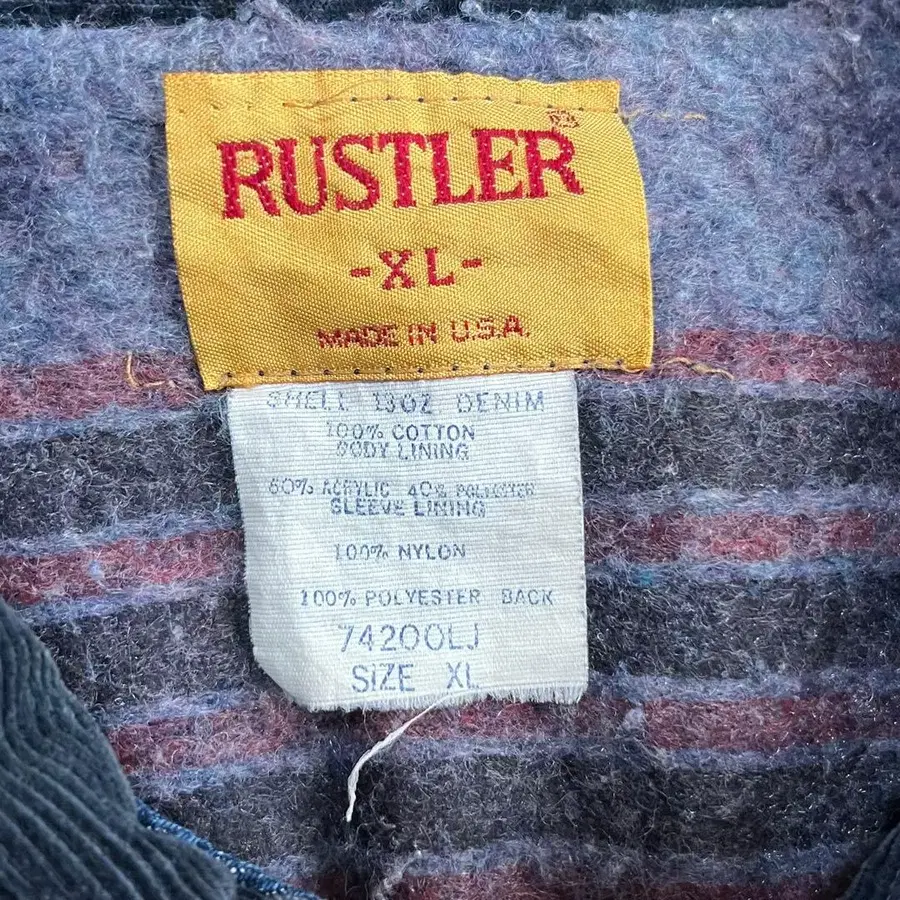 RUSTLER®
-XL-
MADE IN U.S.A.
SHELL 13OZ DENIM
100% COTTON
BODY LINING
60% ACRYLIC 40% POLYESTER
SLEEVE LINING
100% NYLON
100% POLYESTER BACK
74200LJ
SIZE XL